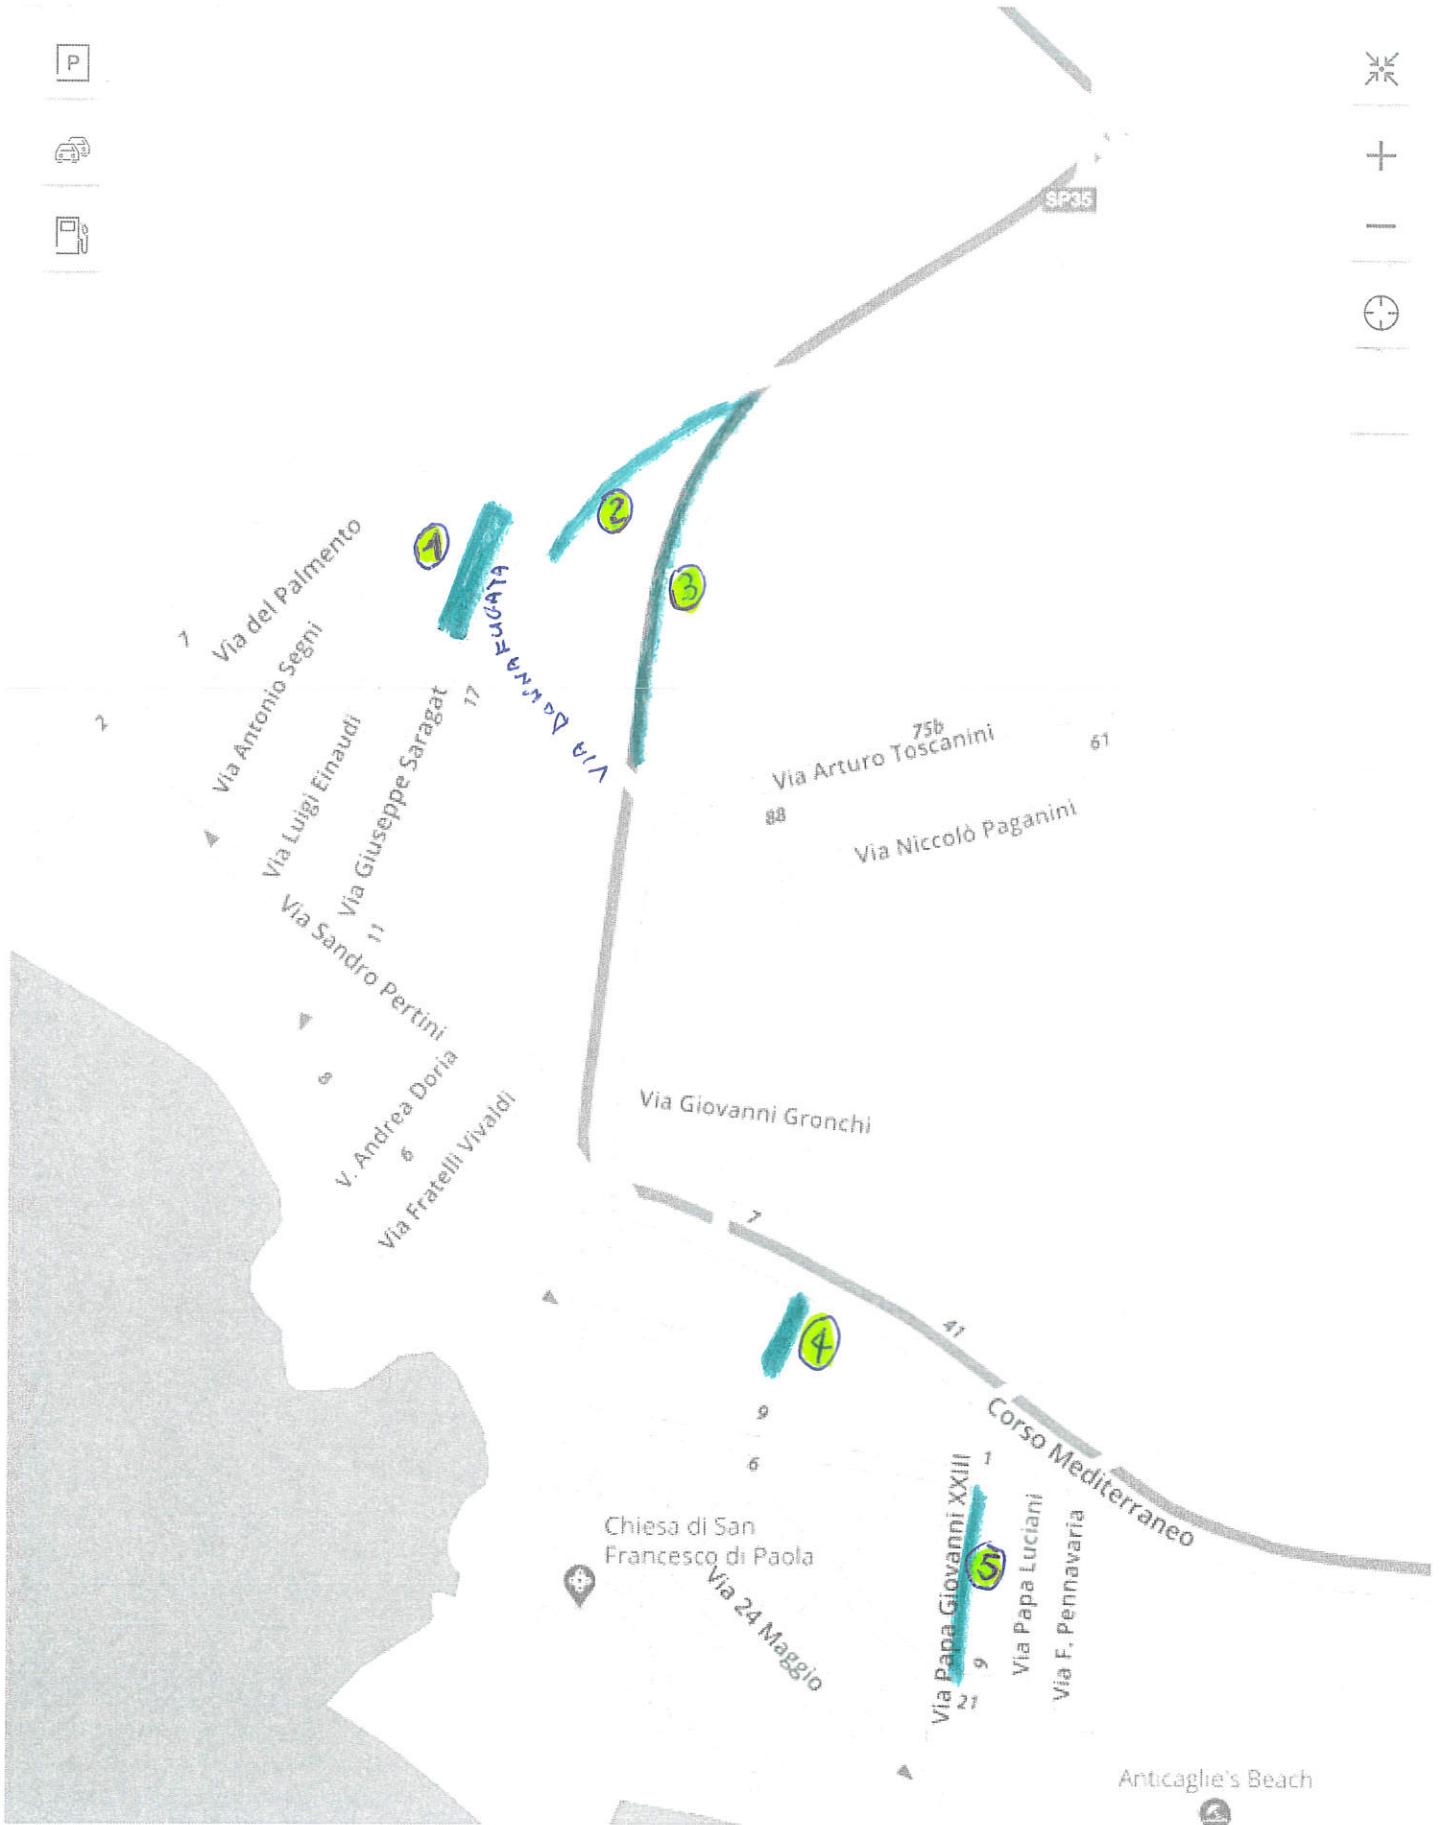 P
SP35
2
1
3
Via del Palmento
7
Via Antonio Segni
2
17
VIA DONNAFUGATA
Via Luigi Einaudi
Via Giuseppe Saragat
75b
Via Arturo Toscanini
61
88
Via Niccolò Paganini
11
Via Sandro Pertini
8
V. Andrea Doria
6
Via Fratelli Vivaldi
Via Giovanni Gronchi
7
41
4
9
6
Corso Mediterraneo
1
Via Papa Giovanni XXIII
5
Via Papa Luciani
Via F. Pennavaria
Chiesa di San
Francesco di Paola
Via 24 Maggio
9
21
Anticaglie's Beach